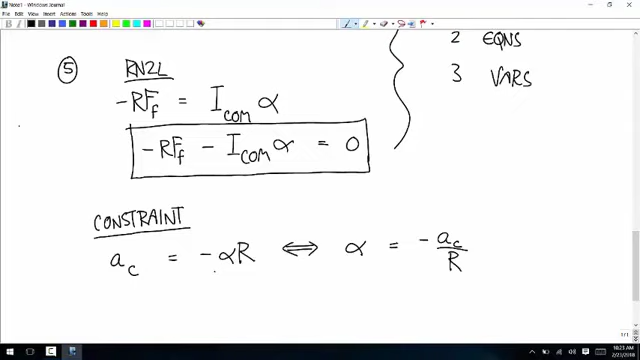 Note1 - Windows Journal
File Edit View Insert Actions Tools Help
2 EQNS
⑤ RN2L
3 VARS
-RF_f = I_COM α
-RF_f - I_COM α = 0
CONSTRAINT
a_c = -αR ⟺ α = -a_c/R
1/1
10:23 AM
2/23/2018